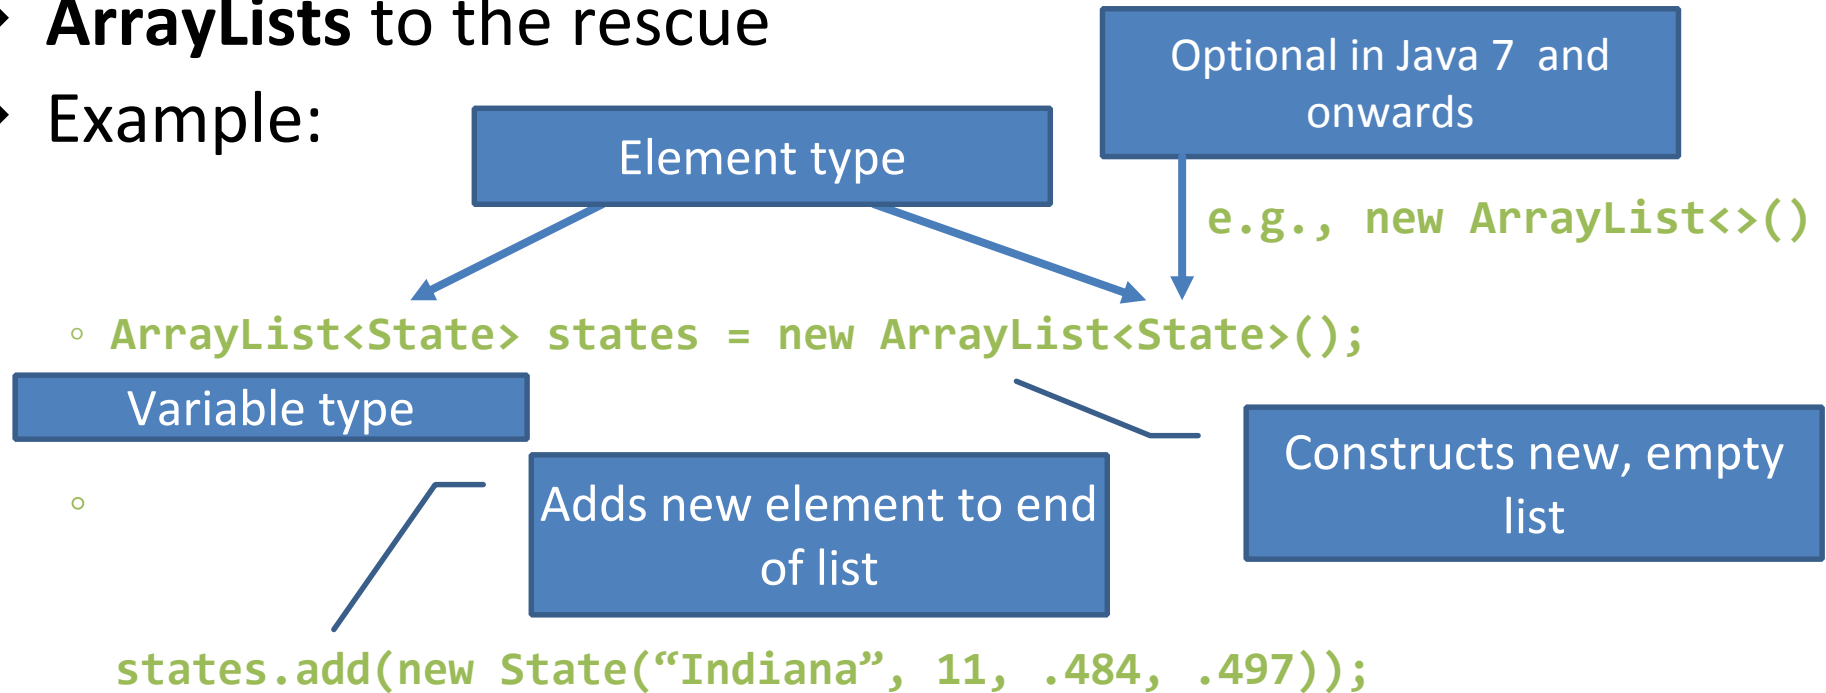 ArrayLists to the rescue
Example:
Optional in Java 7 and
onwards
Element type
e.g., new ArrayList<>()
ArrayList<State> states = new ArrayList<State>();
Variable type
Adds new element to end
of list
Constructs new, empty
list
states.add(new State(“Indiana”, 11, .484, .497));